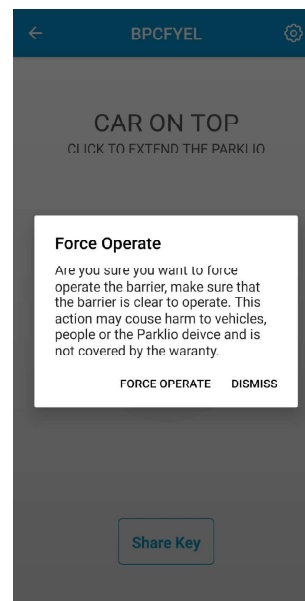 BPCFYEL
CAR ON TOP
CLICK TO EXTEND THE PARKLIO
Force Operate
Are you sure you want to force
operate the barrier, make sure that
the barrier is clear to operate. This
action may couse harm to vehicles,
people or the Parklio deivce and is
not covered by the waranty.
FORCE OPERATE DISMISS
Share Key